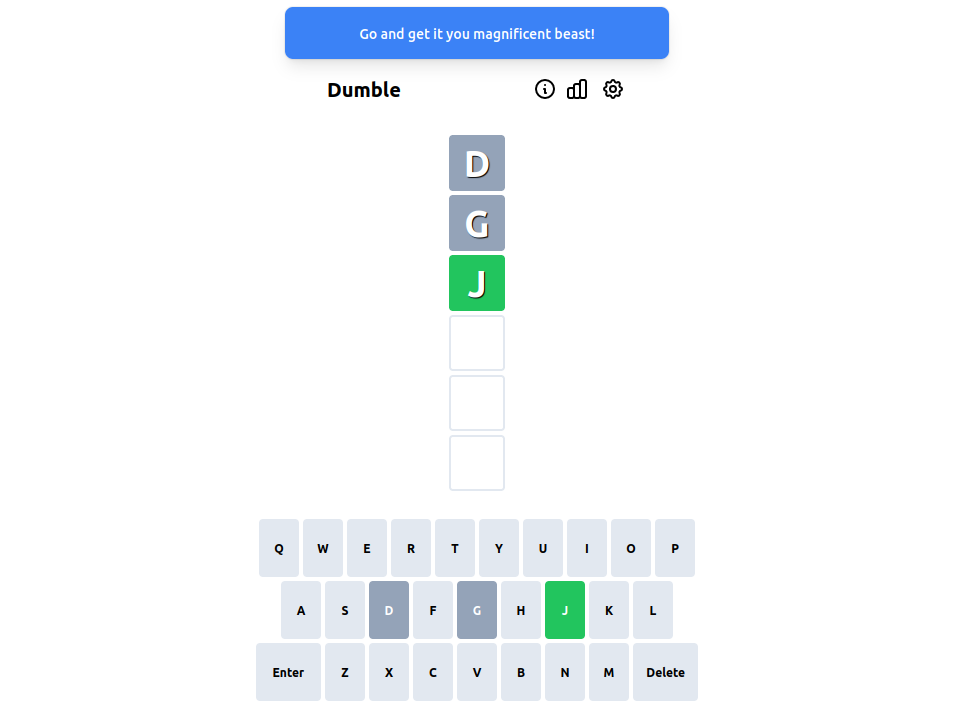 Go and get it you magnificent beast!
Dumble
D
G
J
Q W E R T Y U I O P
A S D F G H J K L
Enter Z X C V B N M Delete